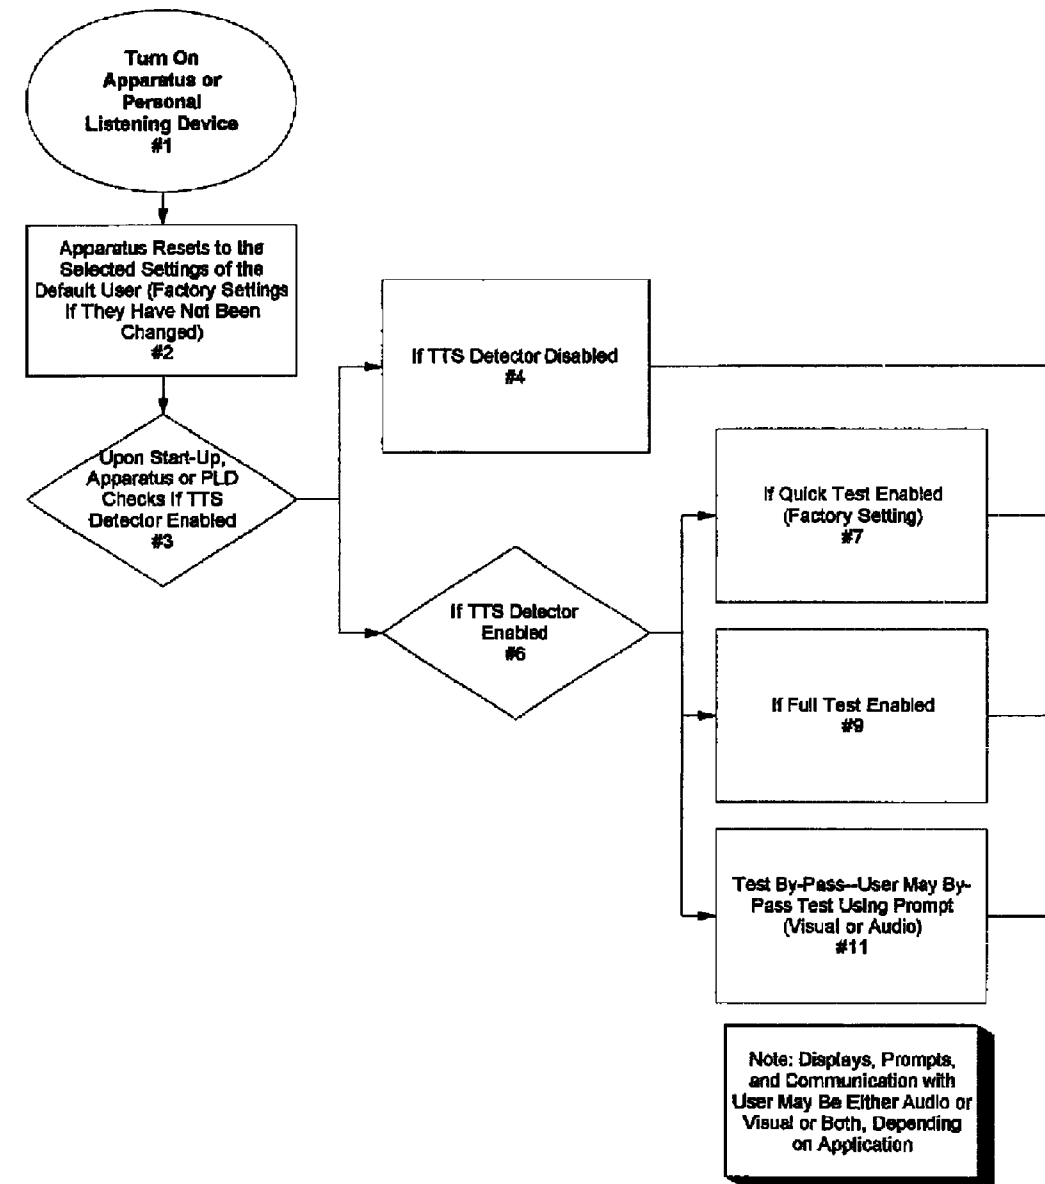 Turn On
Apparatus or
Personal
Listening Device
#1
Apparatus Resets to the
Selected Settings of the
Default User (Factory Settings
If They Have Not Been
Changed)
#2
Upon Start-Up,
Apparatus or PLD
Checks If TTS
Detector Enabled
#3
If TTS Detector Disabled
#4
If TTS Detector
Enabled
#6
If Quick Test Enabled
(Factory Setting)
#7
If Full Test Enabled
#9
Test By-Pass--User May By-
Pass Test Using Prompt
(Visual or Audio)
#11
Note: Displays, Prompts,
and Communication with
User May Be Either Audio or
Visual or Both, Depending
on Application